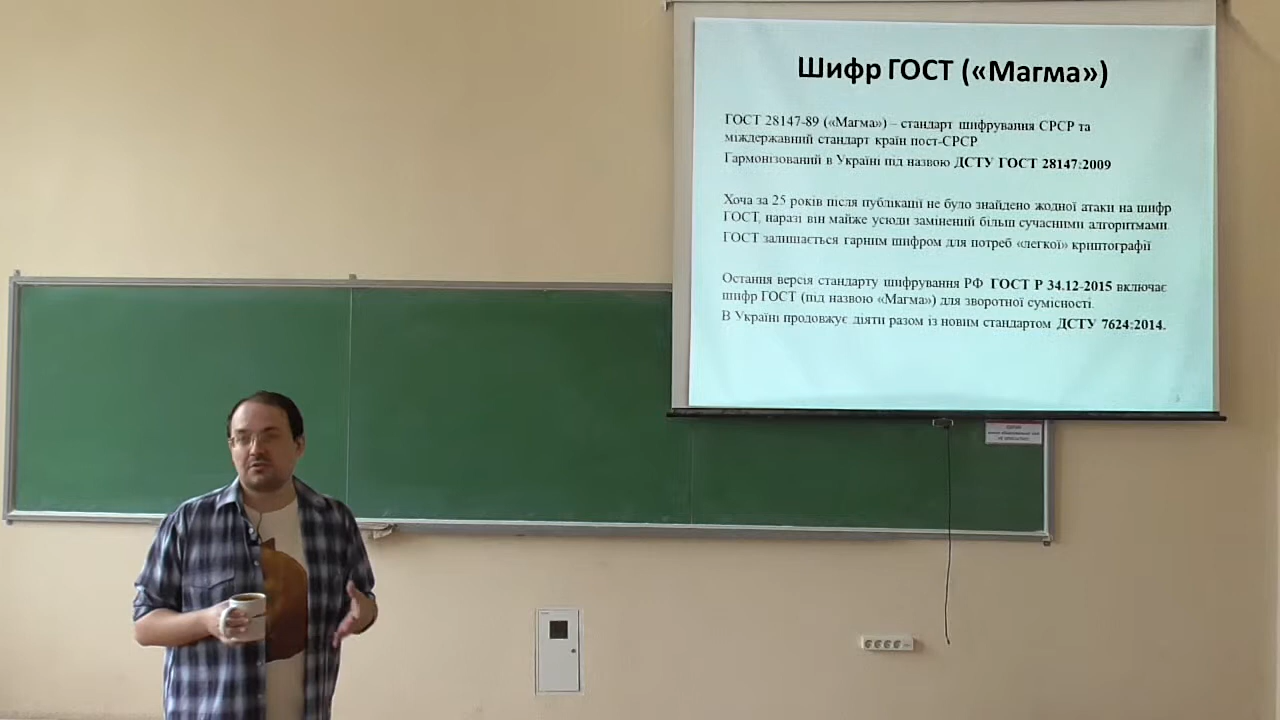 Шифр ГОСТ («Магма»)
ГОСТ 28147-89 («Магма») – стандарт шифрування СРСР та
міждержавний стандарт країн пост-СРСР
Гармонізований в Україні під назвою ДСТУ ГОСТ 28147:2009
Хоча за 25 років після публікації не було знайдено жодної атаки на шифр
ГОСТ, наразі він майже усюди замінений більш сучасними алгоритмами.
ГОСТ залишається гарним шифром для потреб «легкої» криптографії
Остання версія стандарту шифрування РФ ГОСТ Р 34.12-2015 включає
шифр ГОСТ (під назвою «Магма») для зворотної сумісності.
В Україні продовжує діяти разом із новим стандартом ДСТУ 7624:2014.